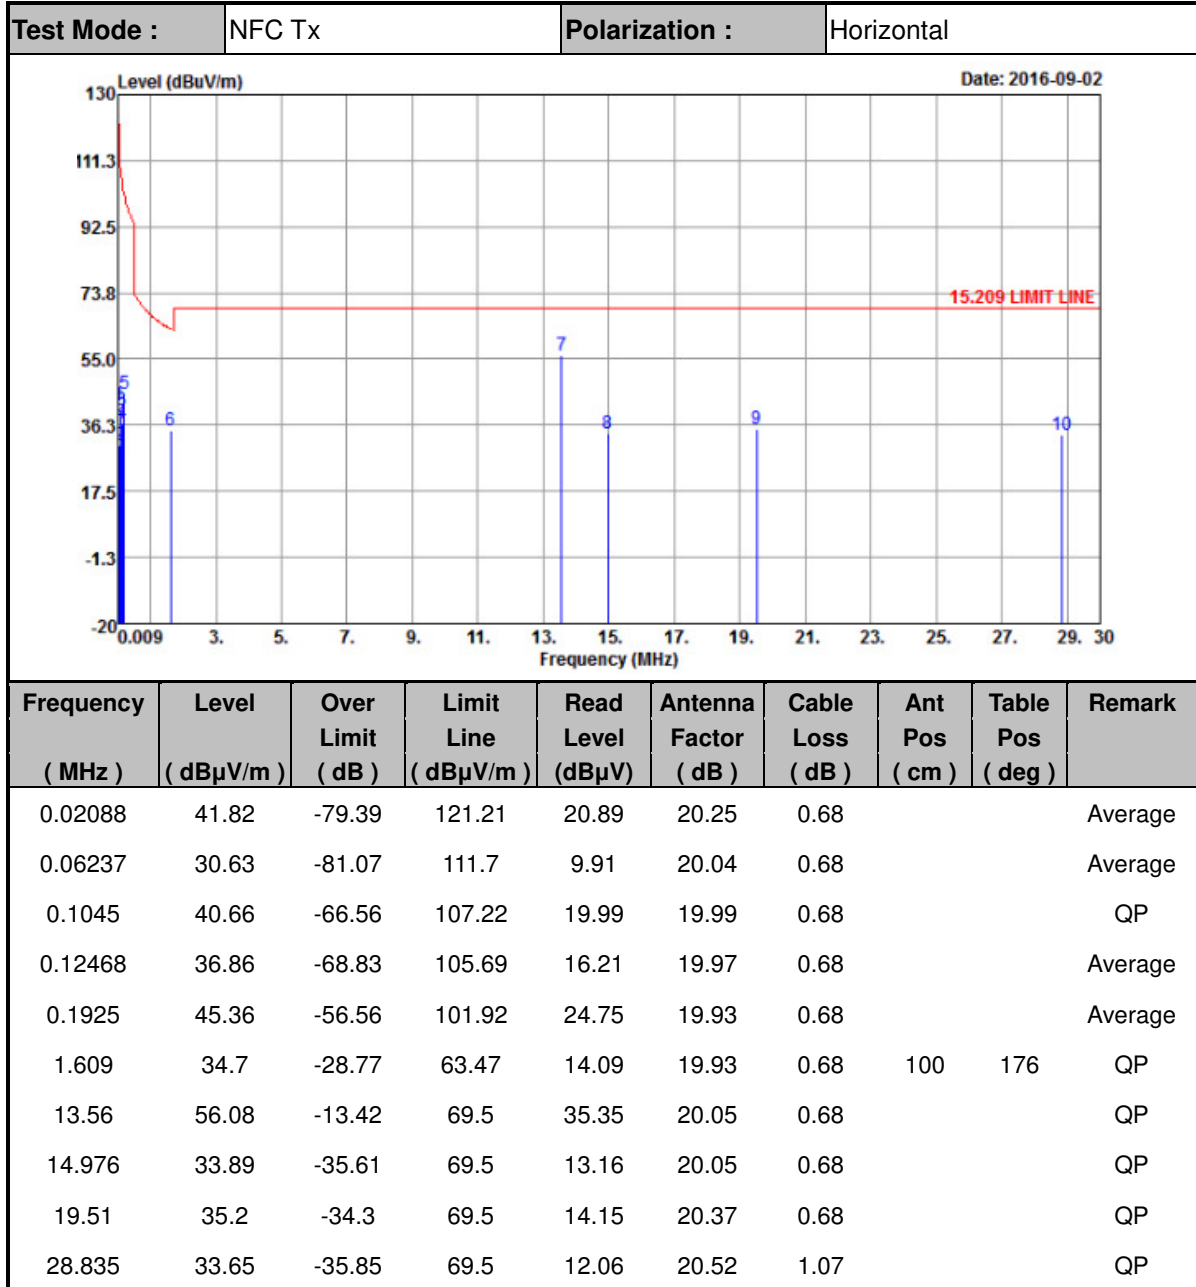 Test Mode : NFC Tx Polarization : Horizontal
Level (dBuV/m) Date: 2016-09-02
130
111.3
92.5
73.8
15.209 LIMIT LINE
7
55.0
5
36.3
6
8
9
10
17.5
-1.3
-20
0.009 3. 5. 7. 9. 11. 13. 15. 17. 19. 21. 23. 25. 27. 29. 30
Frequency (MHz)
Frequency Level Over Limit Read Antenna Cable Ant Table Remark
Limit Line Level Factor Loss Pos Pos
( MHz ) ( dBµV/m ) ( dB ) ( dBµV/m ) (dBµV) ( dB ) ( dB ) ( cm ) ( deg )
0.02088 41.82 -79.39 121.21 20.89 20.25 0.68 Average
0.06237 30.63 -81.07 111.7 9.91 20.04 0.68 Average
0.1045 40.66 -66.56 107.22 19.99 19.99 0.68 QP
0.12468 36.86 -68.83 105.69 16.21 19.97 0.68 Average
0.1925 45.36 -56.56 101.92 24.75 19.93 0.68 Average
1.609 34.7 -28.77 63.47 14.09 19.93 0.68 100 176 QP
13.56 56.08 -13.42 69.5 35.35 20.05 0.68 QP
14.976 33.89 -35.61 69.5 13.16 20.05 0.68 QP
19.51 35.2 -34.3 69.5 14.15 20.37 0.68 QP
28.835 33.65 -35.85 69.5 12.06 20.52 1.07 QP